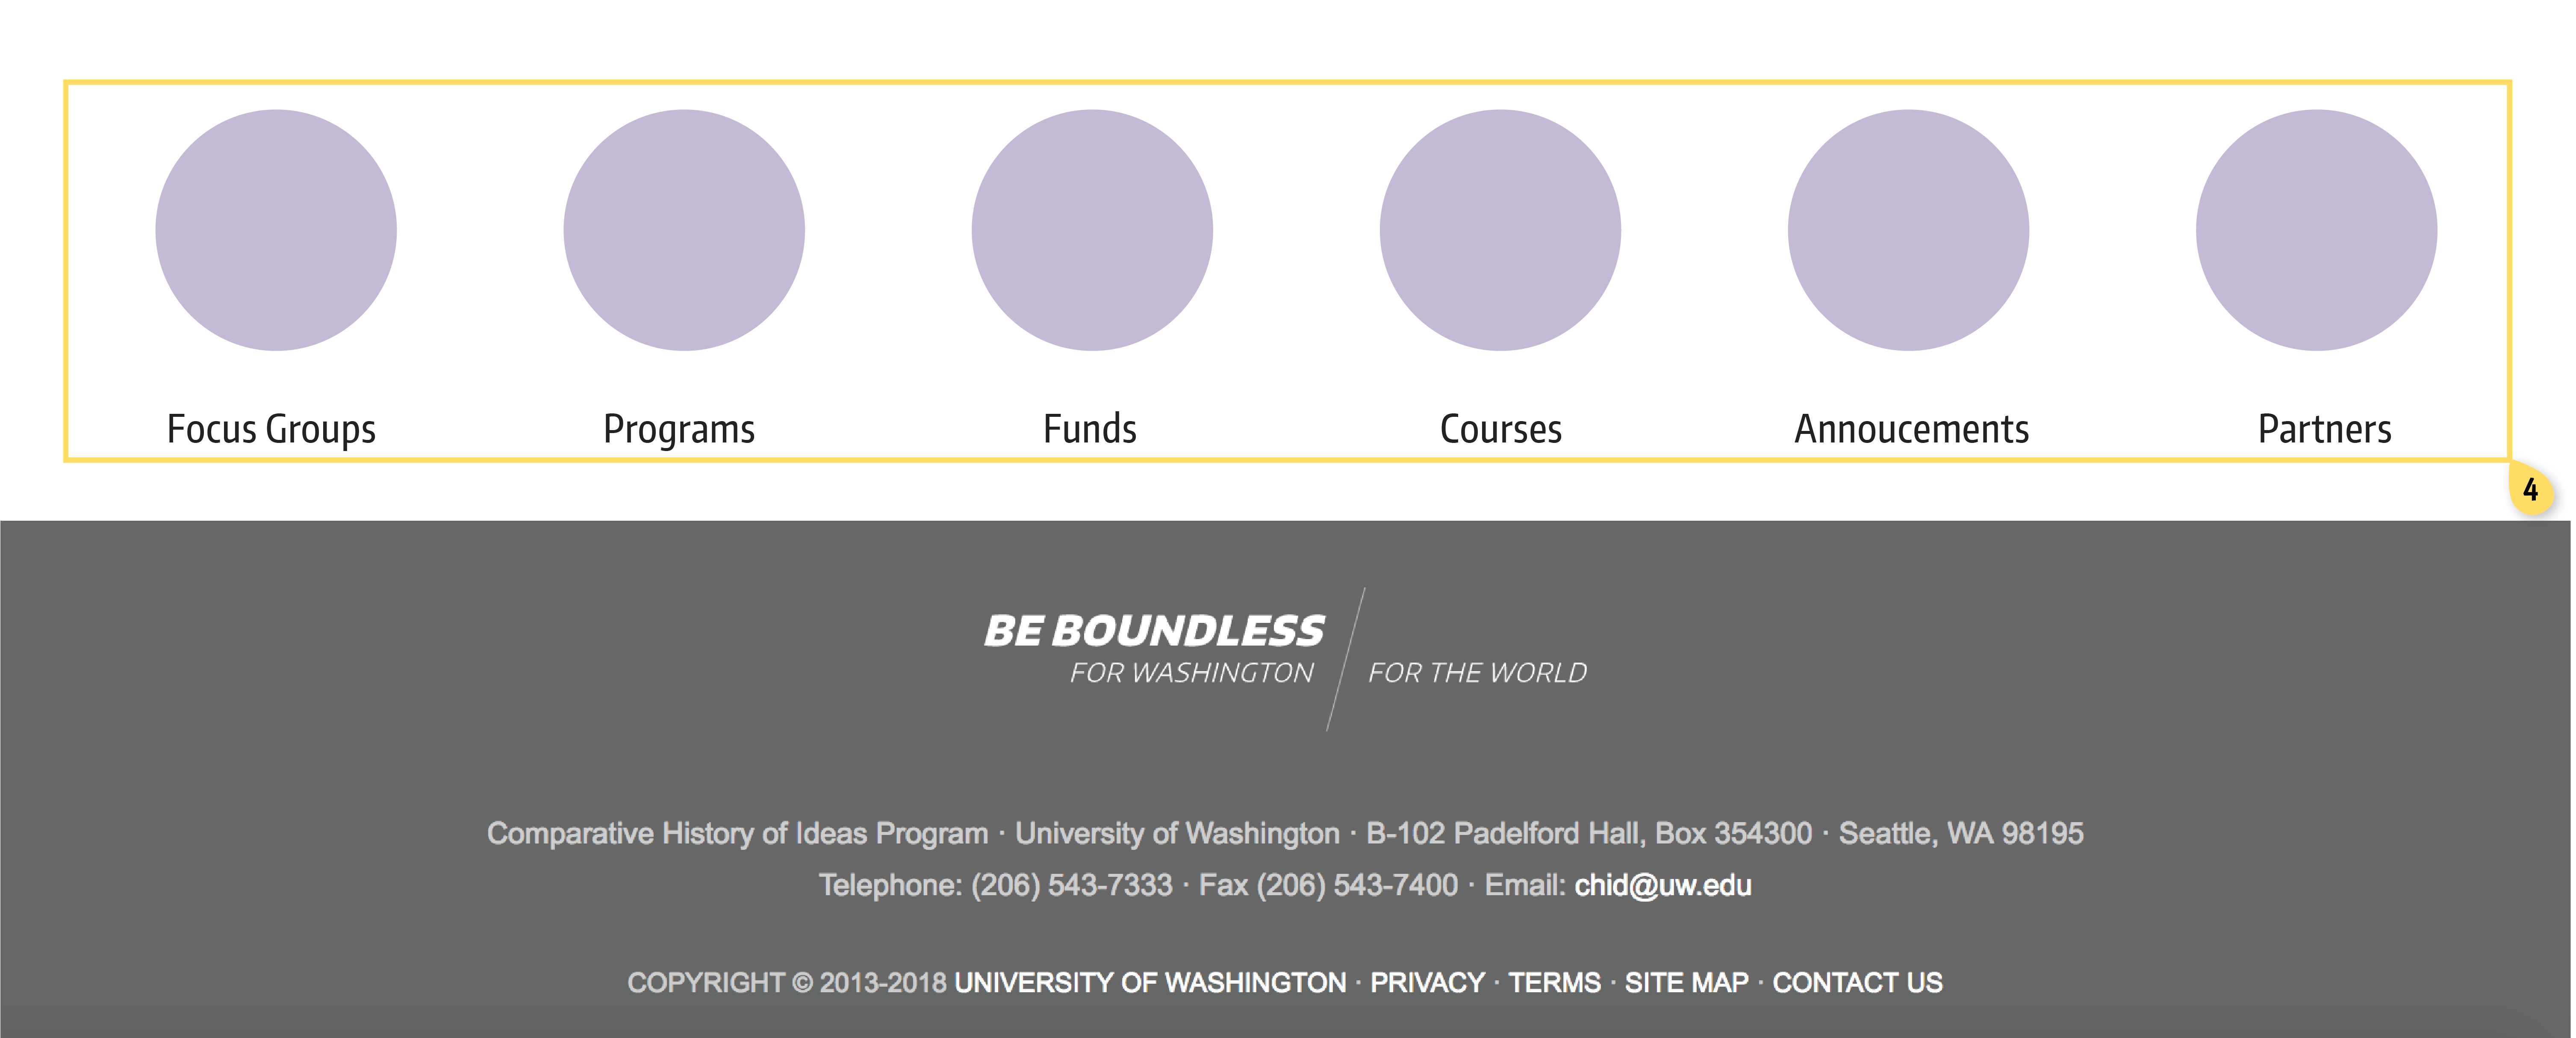 Focus Groups Programs Funds Courses Annoucements Partners
4
BE BOUNDLESS
FOR WASHINGTON FOR THE WORLD
Comparative History of Ideas Program · University of Washington · B-102 Padelford Hall, Box 354300 · Seattle, WA 98195
Telephone: (206) 543-7333 · Fax (206) 543-7400 · Email: chid@uw.edu
COPYRIGHT © 2013-2018 UNIVERSITY OF WASHINGTON · PRIVACY · TERMS · SITE MAP · CONTACT US